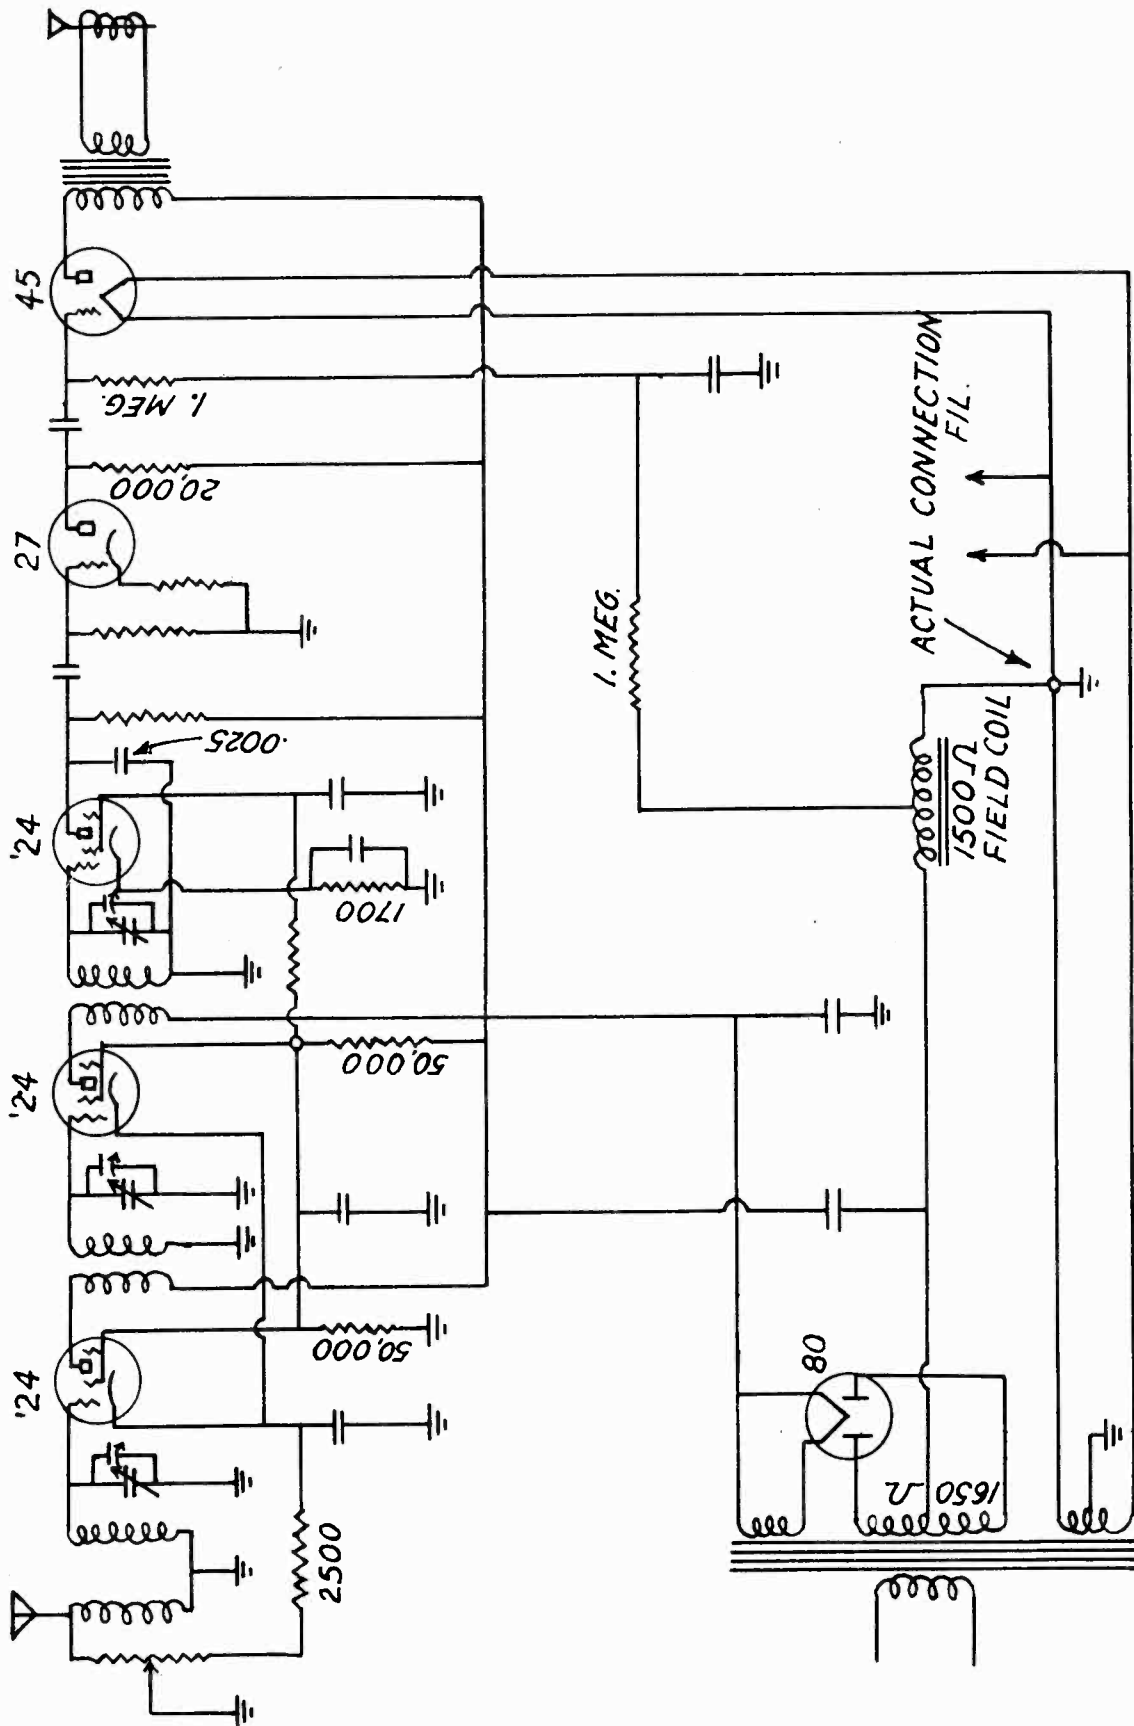 45
1. MEG.
20,000
27
.0025
'24
1700
'24
50,000
'24
50,000
2500
1. MEG.
ACTUAL CONNECTION
FIL.
1500 Ω
FIELD COIL
80
1650 Ω